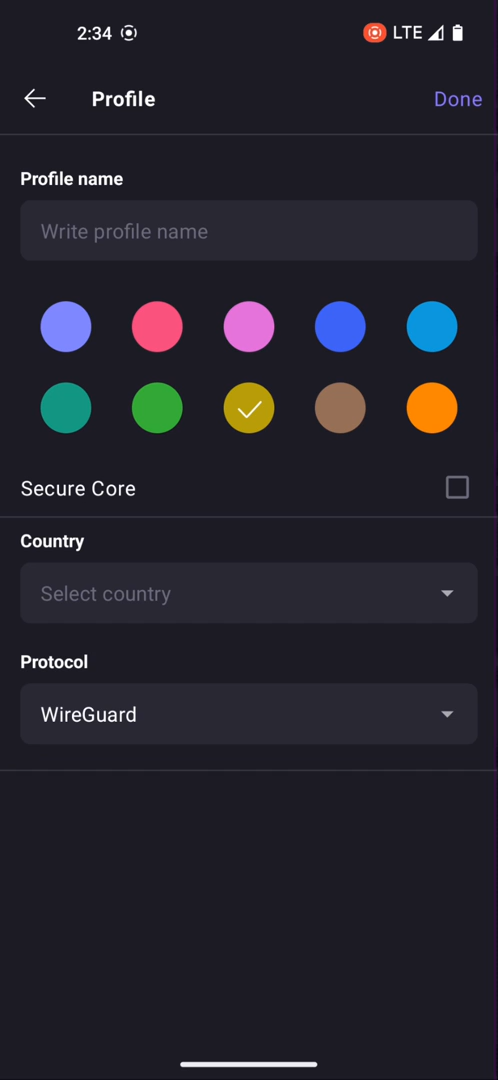 2:34
LTE
Profile
Done
Profile name
Write profile name
Secure Core
Country
Select country
Protocol
WireGuard